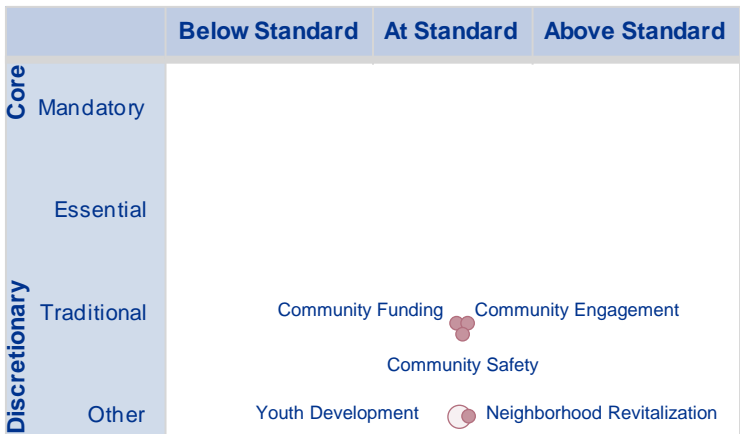 Below Standard At Standard Above Standard
Core
Mandatory
Essential
Discretionary
Traditional
Community Funding Community Engagement
Community Safety
Other
Youth Development Neighborhood Revitalization